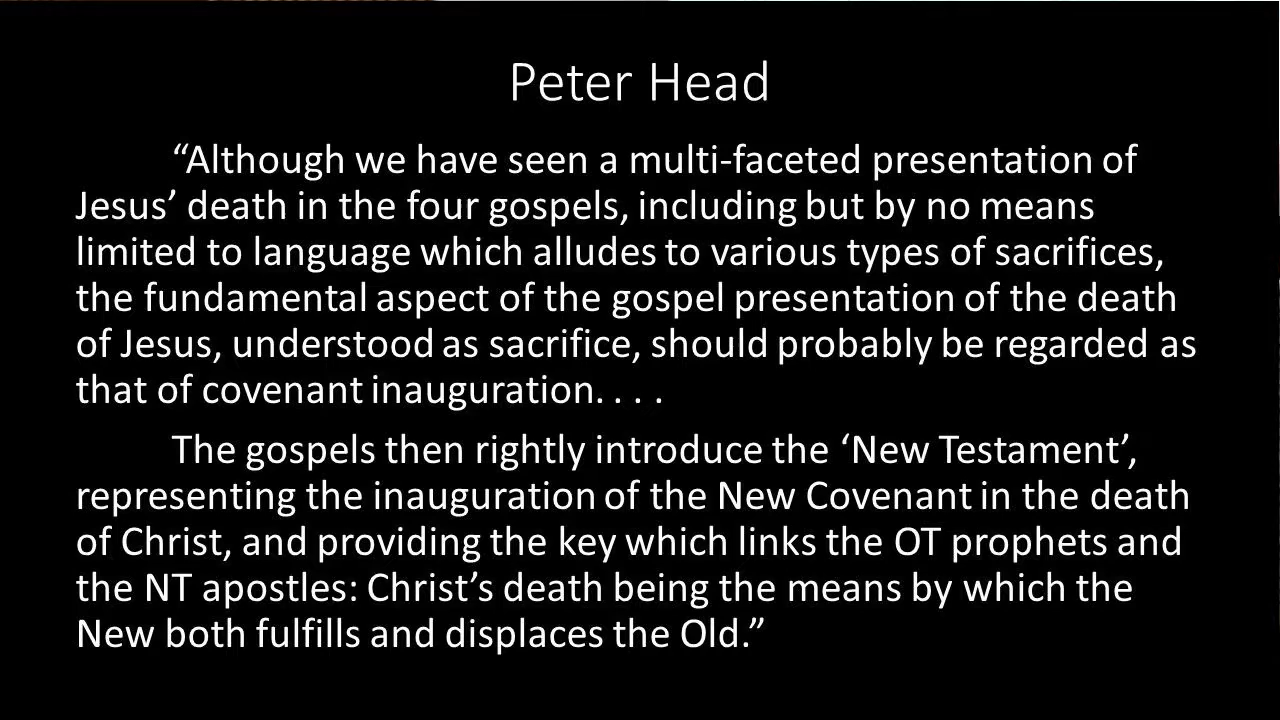 Peter Head
“Although we have seen a multi-faceted presentation of
Jesus’ death in the four gospels, including but by no means
limited to language which alludes to various types of sacrifices,
the fundamental aspect of the gospel presentation of the death
of Jesus, understood as sacrifice, should probably be regarded as
that of covenant inauguration. . . .
The gospels then rightly introduce the ‘New Testament’,
representing the inauguration of the New Covenant in the death
of Christ, and providing the key which links the OT prophets and
the NT apostles: Christ’s death being the means by which the
New both fulfills and displaces the Old.”